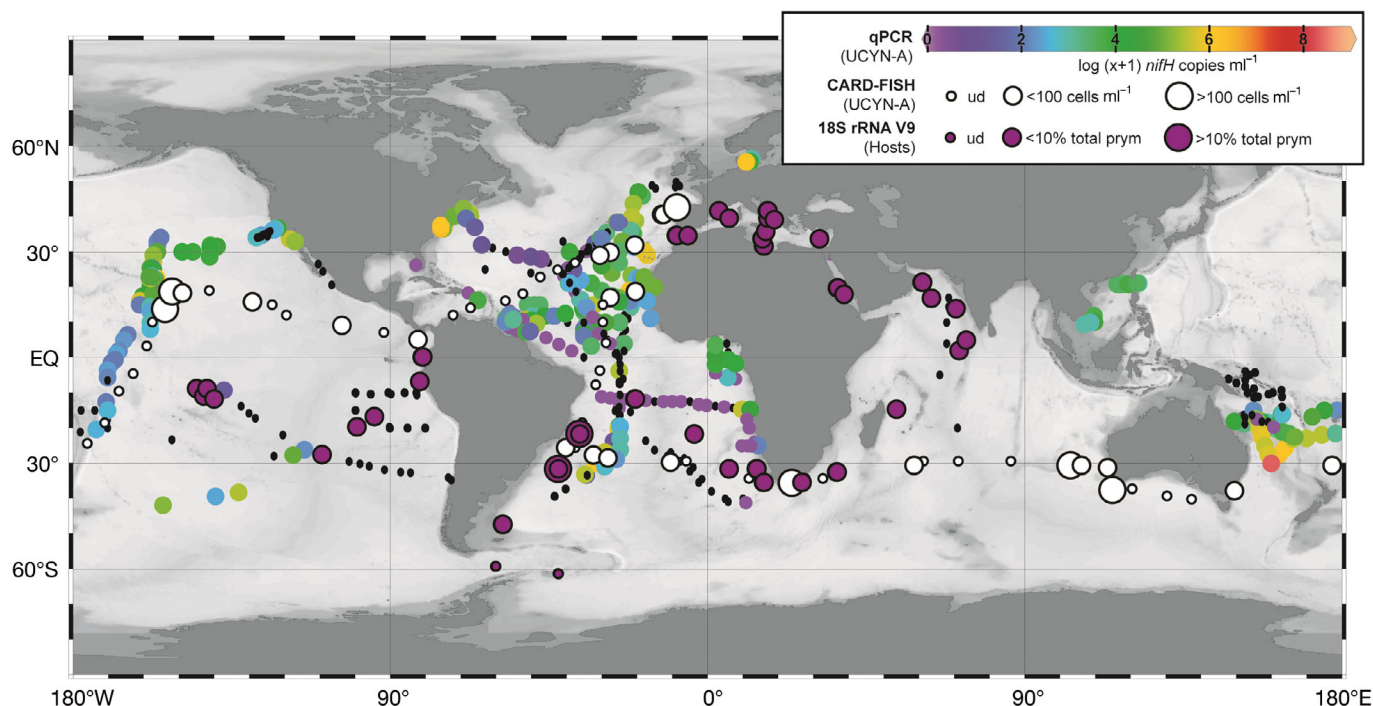 qPCR
(UCYN-A)
0 2 4 6 8
log (x+1) nifH copies ml⁻¹
CARD-FISH
(UCYN-A)
ud <100 cells ml⁻¹ >100 cells ml⁻¹
18S rRNA V9
(Hosts)
ud <10% total prym >10% total prym
60°N
30°
EQ
30°
60°S
180°W 90° 0° 90° 180°E